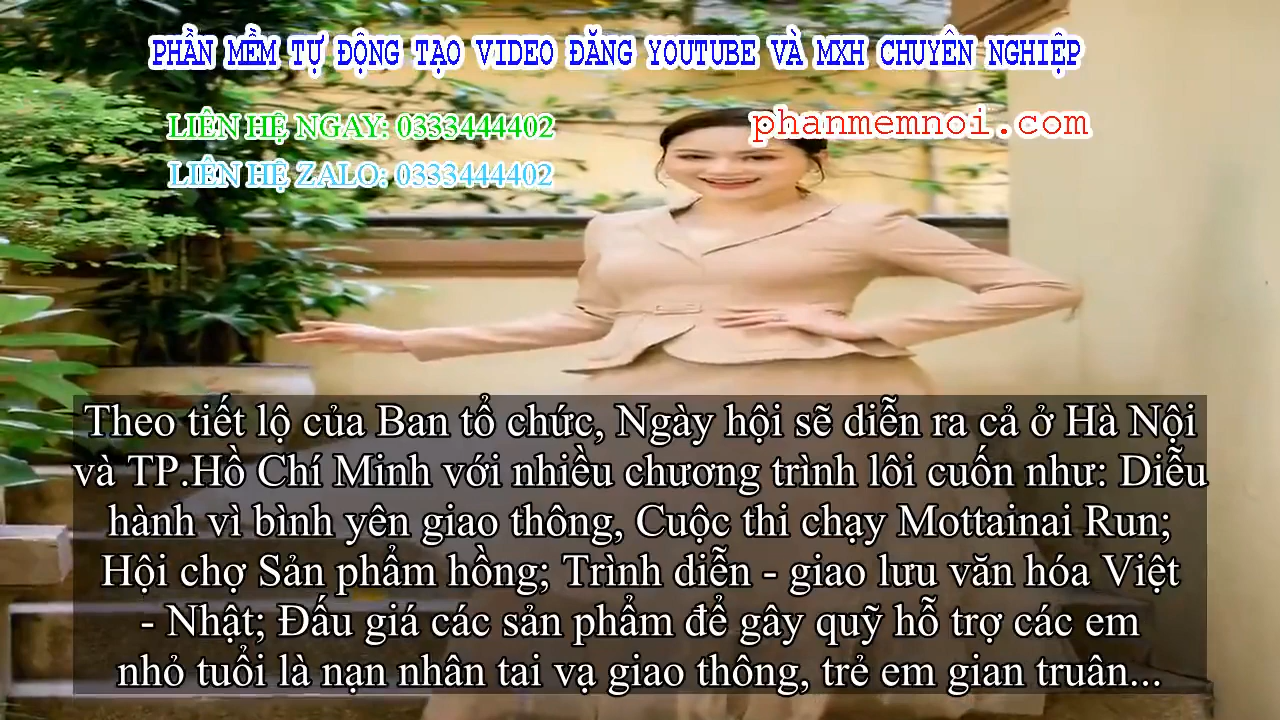 PHẦN MỀM TỰ ĐỘNG TẠO VIDEO ĐĂNG YOUTUBE VÀ MXH CHUYÊN NGHIỆP
LIÊN HỆ NGAY: 0333444402
phanmemnoi.com
LIÊN HỆ ZALO: 0333444402
Theo tiết lộ của Ban tổ chức, Ngày hội sẽ diễn ra cả ở Hà Nội
và TP.Hồ Chí Minh với nhiều chương trình lôi cuốn như: Diễu
hành vì bình yên giao thông, Cuộc thi chạy Mottainai Run;
Hội chợ Sản phẩm hồng; Trình diễn - giao lưu văn hóa Việt
- Nhật; Đấu giá các sản phẩm để gây quỹ hỗ trợ các em
nhỏ tuổi là nạn nhân tai vạ giao thông, trẻ em gian truân...